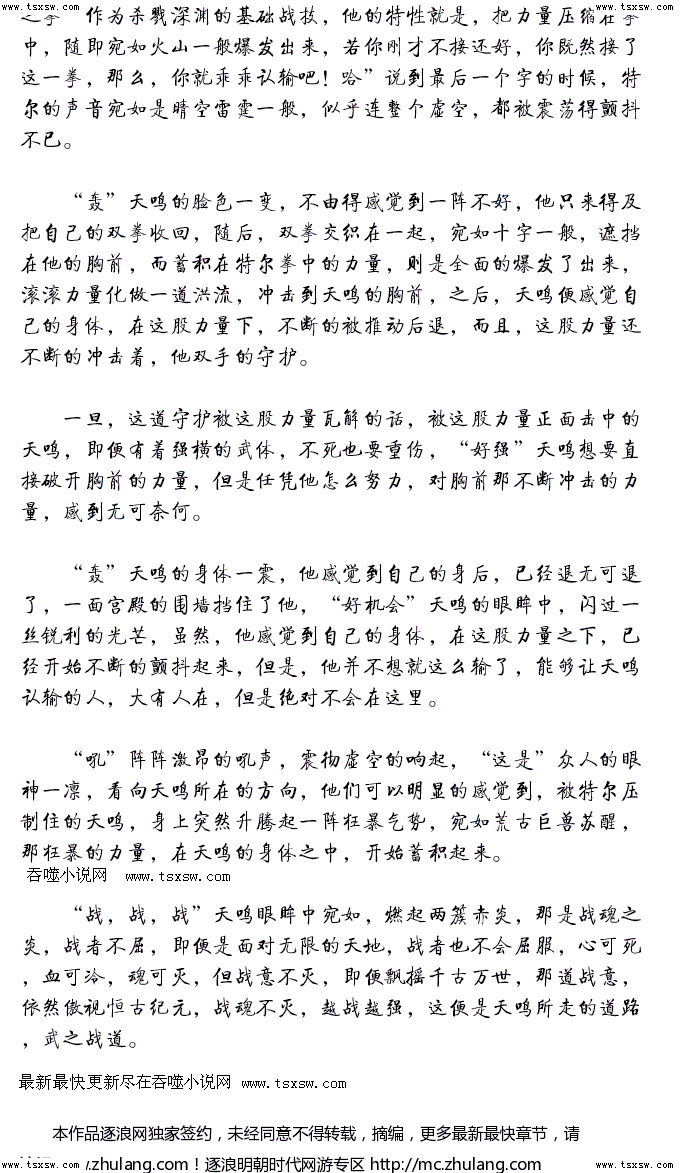 www.tsxsw.com www.tsxsw.com www.tsxsw.com www.tsxsw.com www.tsxsw.com www.tsxsw.com
之拳 作为杀戮深渊的基础战技，他的特性就是，把力量压缩在拳
中，随即宛如火山一般爆发出来，若你刚才不接还好，你既然接了
这一拳，那么，你就乖乖认输吧！哈”说到最后一个字的时候，特
尔的声音宛如是晴空雷霆一般，似乎连整个虚空，都被震荡得颤抖
不已。
“轰”天鸣的脸色一变，不由得感觉到一阵不好，他只来得及
把自己的双拳收回，随后，双拳交织在一起，宛如十字一般，遮挡
在他的胸前，而蓄积在特尔拳中的力量，则是全面的爆发了出来，
滚滚力量化做一道洪流，冲击到天鸣的胸前，之后，天鸣便感觉自
己的身体，在这股力量下，不断的被推动后退，而且，这股力量还
不断的冲击着，他双手的守护。
一旦，这道守护被这股力量瓦解的话，被这股力量正面击中的
天鸣，即便有着强横的武体，不死也要重伤，“好强”天鸣想要直
接破开胸前的力量，但是任凭他怎么努力，对胸前那不断冲击的力
量，感到无可奈何。
“轰”天鸣的身体一震，他感觉到自己的身后，已经退无可退
了，一面宫殿的围墙挡住了他，“好机会”天鸣的眼眸中，闪过一
丝锐利的光芒，虽然，他感觉到自己的身体，在这股力量之下，已
经开始不断的颤抖起来，但是，他并不想就这么输了，能够让天鸣
认输的人，大有人在，但是绝对不会在这里。
“吼”阵阵激昂的吼声，震彻虚空的响起，“这是”众人的眼
神一凛，看向天鸣所在的方向，他们可以明显的感觉到，被特尔压
制住的天鸣，身上突然升腾起一阵狂暴气势，宛如荒古巨兽苏醒，
那狂暴的力量，在天鸣的身体之中，开始蓄积起来。
吞噬小说网 www.tsxsw.com
“战，战，战”天鸣眼眸中宛如，燃起两簇赤炎，那是战魂之
炎，战者不屈，即便是面对无限的天地，战者也不会屈服，心可死
，血可冷，魂可灭，但战意不灭，即便飘摇千古万世，那道战意，
依然傲视恒古纪元，战魂不灭，越战越强，这便是天鸣所走的道路
，武之战道。
最新最快更新尽在吞噬小说网 www.tsxsw.com
本作品逐浪网独家签约，未经同意不得转载，摘编，更多最新最快章节，请
.zhulang.com！逐浪明朝时代网游专区 http://mc.zhulang.com
www.tsxsw.com www.tsxsw.com www.tsxsw.com www.tsxsw.com www.tsxsw.com www.tsxsw.com